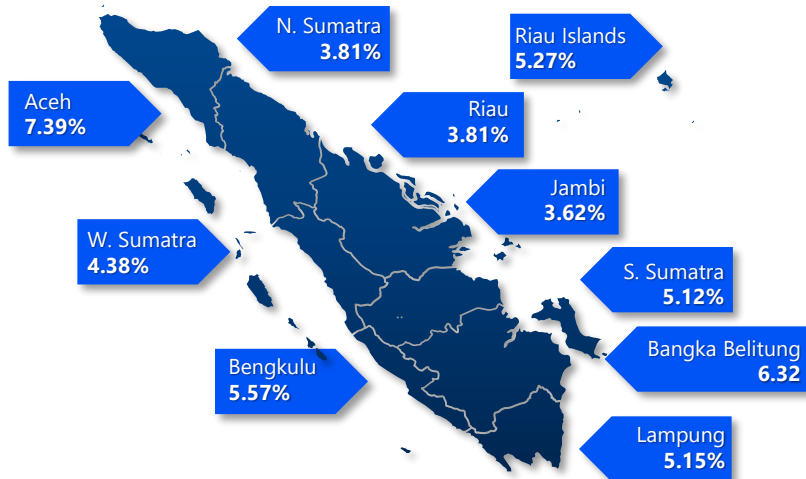 N. Sumatra
3.81%
Riau Islands
5.27%
Aceh
7.39%
Riau
3.81%
Jambi
3.62%
W. Sumatra
4.38%
S. Sumatra
5.12%
Bangka Belitung
6.32
Bengkulu
5.57%
Lampung
5.15%